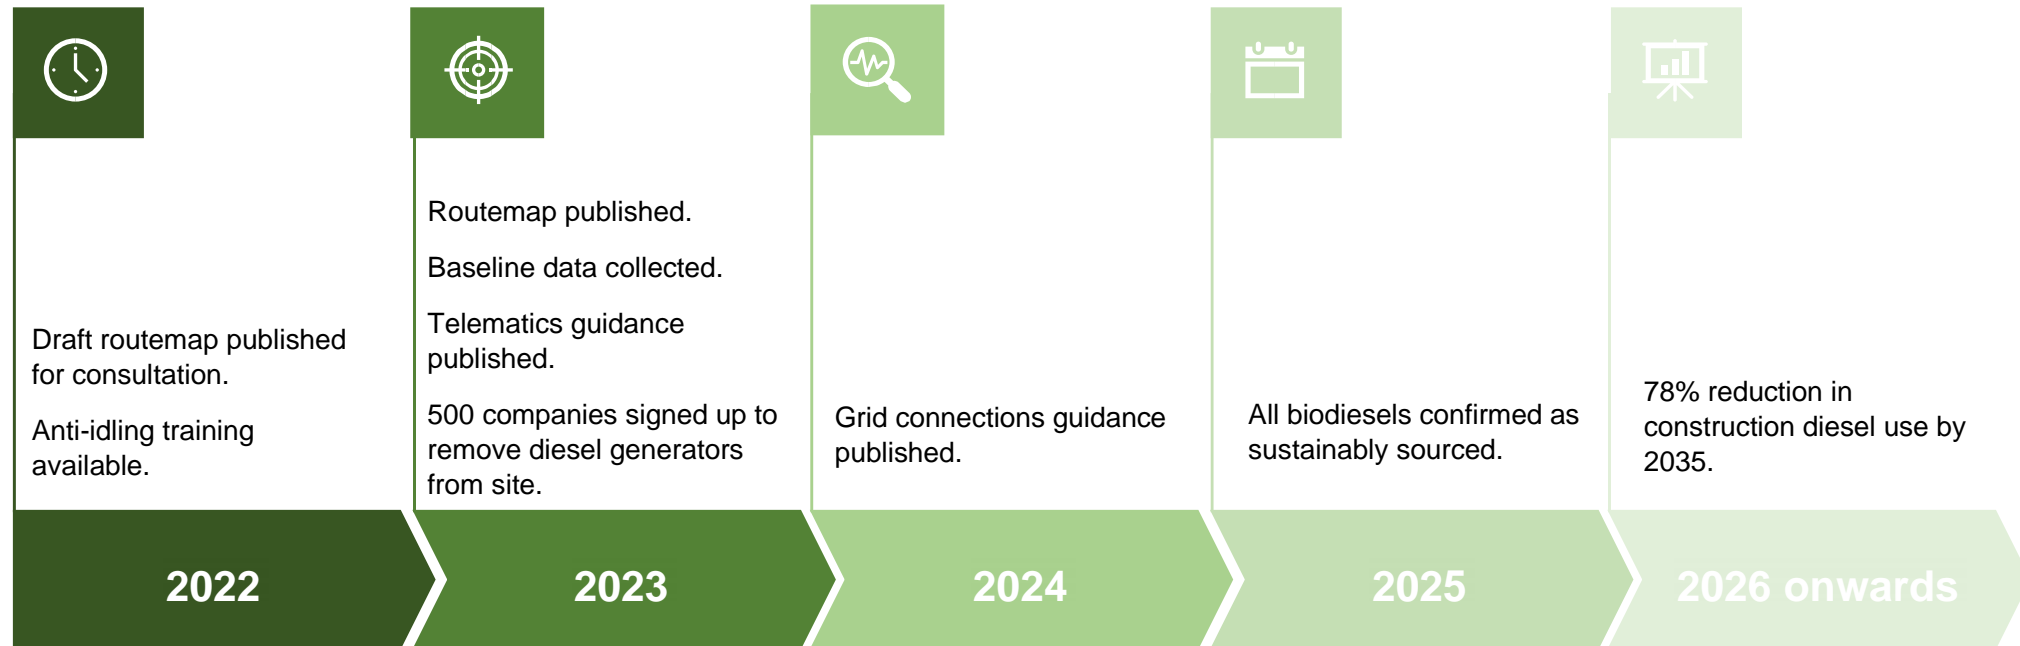 Draft routemap published
for consultation.
Anti-idling training
available.
Routemap published.
Baseline data collected.
Telematics guidance
published.
500 companies signed up to
remove diesel generators
from site.
Grid connections guidance
published.
All biodiesels confirmed as
sustainably sourced.
78% reduction in
construction diesel use by
2035.
2022
2023
2024
2025
2026 onwards